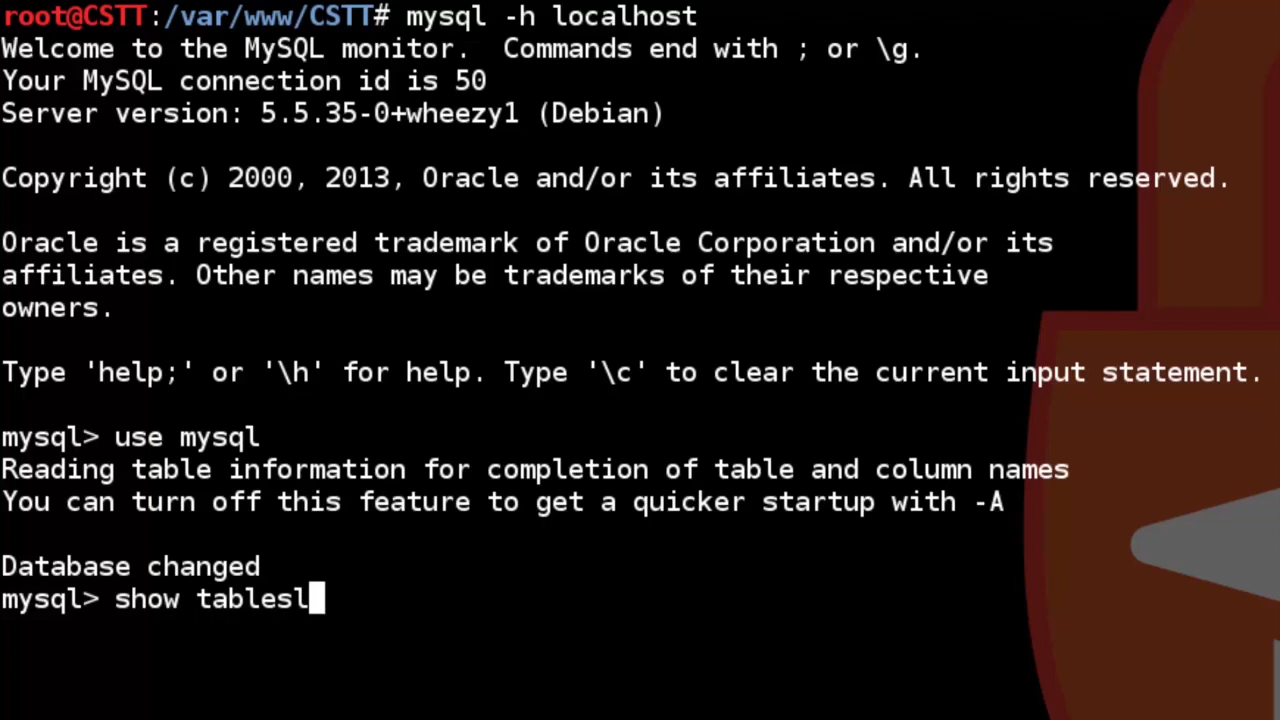 root@CSTT:/var/www/CSTT# mysql -h localhost
Welcome to the MySQL monitor.  Commands end with ; or \g.
Your MySQL connection id is 50
Server version: 5.5.35-0+wheezy1 (Debian)
Copyright (c) 2000, 2013, Oracle and/or its affiliates. All rights reserved.
Oracle is a registered trademark of Oracle Corporation and/or its
affiliates. Other names may be trademarks of their respective
owners.
Type 'help;' or '\h' for help. Type '\c' to clear the current input statement.
mysql> use mysql
Reading table information for completion of table and column names
You can turn off this feature to get a quicker startup with -A
Database changed
mysql> show tablesl